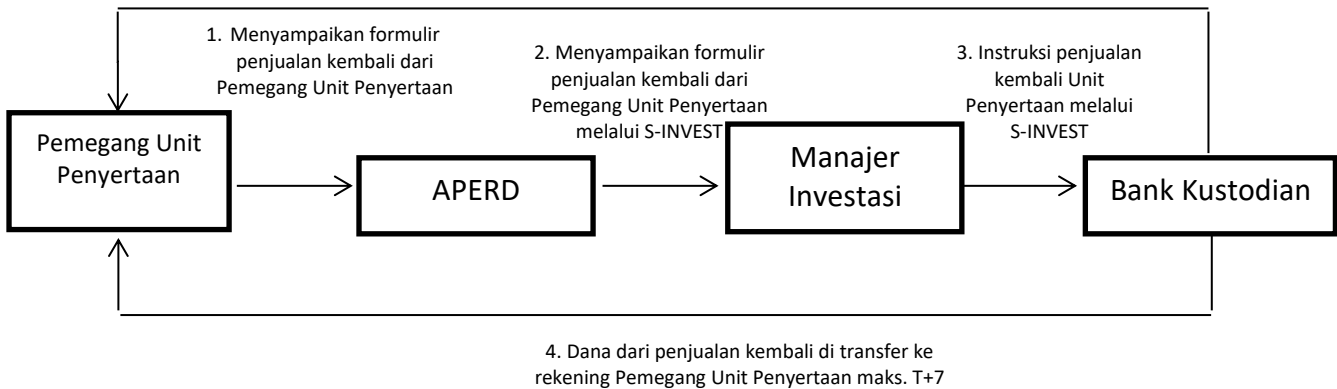 1. Menyampaikan formulir
penjualan kembali dari
Pemegang Unit Penyertaan
2. Menyampaikan formulir
penjualan kembali dari
Pemegang Unit Penyertaan
melalui S-INVEST
3. Instruksi penjualan
kembali Unit
Penyertaan melalui
S-INVEST
Pemegang Unit
Penyertaan
APERD
Manajer
Investasi
Bank Kustodian
4. Dana dari penjualan kembali di transfer ke
rekening Pemegang Unit Penyertaan maks. T+7